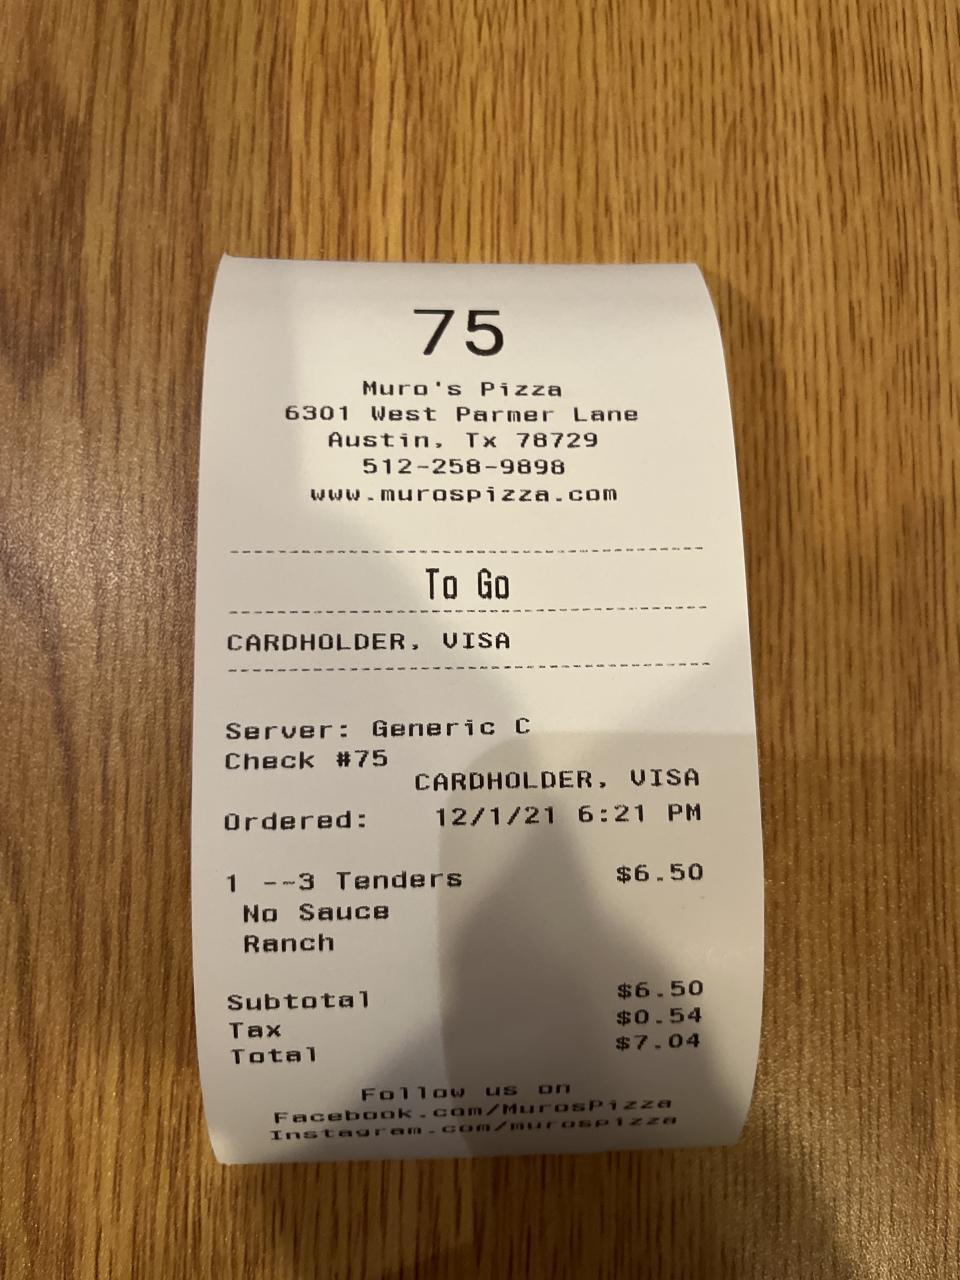 75
Muro's Pizza
6301 West Parmer Lane
Austin, Tx 78729
512-258-9898
www.murospizza.com
To Go
CARDHOLDER, VISA
Server: Generic C
Check #75
CARDHOLDER, VISA
Ordered: 12/1/21 6:21 PM
1 --3 Tenders $6.50
No Sauce
Ranch
Subtotal $6.50
Tax $0.54
Total $7.04
Follow us on
Facebook.com/MurosPizza
Instagram.com/murospizza